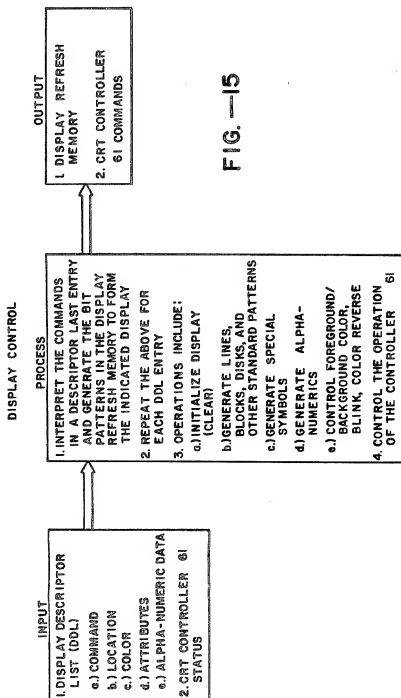 DISPLAY CONTROL
INPUT
1. DISPLAY DESCRIPTOR
LIST (DDL)
a.) COMMAND
b.) LOCATION
c.) COLOR
d.) ATTRIBUTES
e.) ALPHA-NUMERIC DATA
2. CRT CONTROLLER 61
STATUS
PROCESS
1. INTERPRET THE COMMANDS
IN A DESCRIPTOR LAST ENTRY
AND GENERATE THE BIT
PATTERNS IN THE DISPLAY
REFRESH MEMORY TO FORM
THE INDICATED DISPLAY
2. REPEAT THE ABOVE FOR
EACH DDL ENTRY
3. OPERATIONS INCLUDE:
a.) INITIALIZE DISPLAY
(CLEAR)
b.) GENERATE LINES,
BLOCKS, DISKS, AND
OTHER STANDARD PATTERNS
c.) GENERATE SPECIAL
SYMBOLS
d.) GENERATE ALPHA-
NUMERICS
e.) CONTROL FOREGROUND/
BACKGROUND COLOR,
BLINK, COLOR REVERSE
4. CONTROL THE OPERATION
OF THE CONTROLLER 61
OUTPUT
1. DISPLAY REFRESH
MEMORY
2. CRT CONTROLLER
61 COMMANDS
FIG.—15